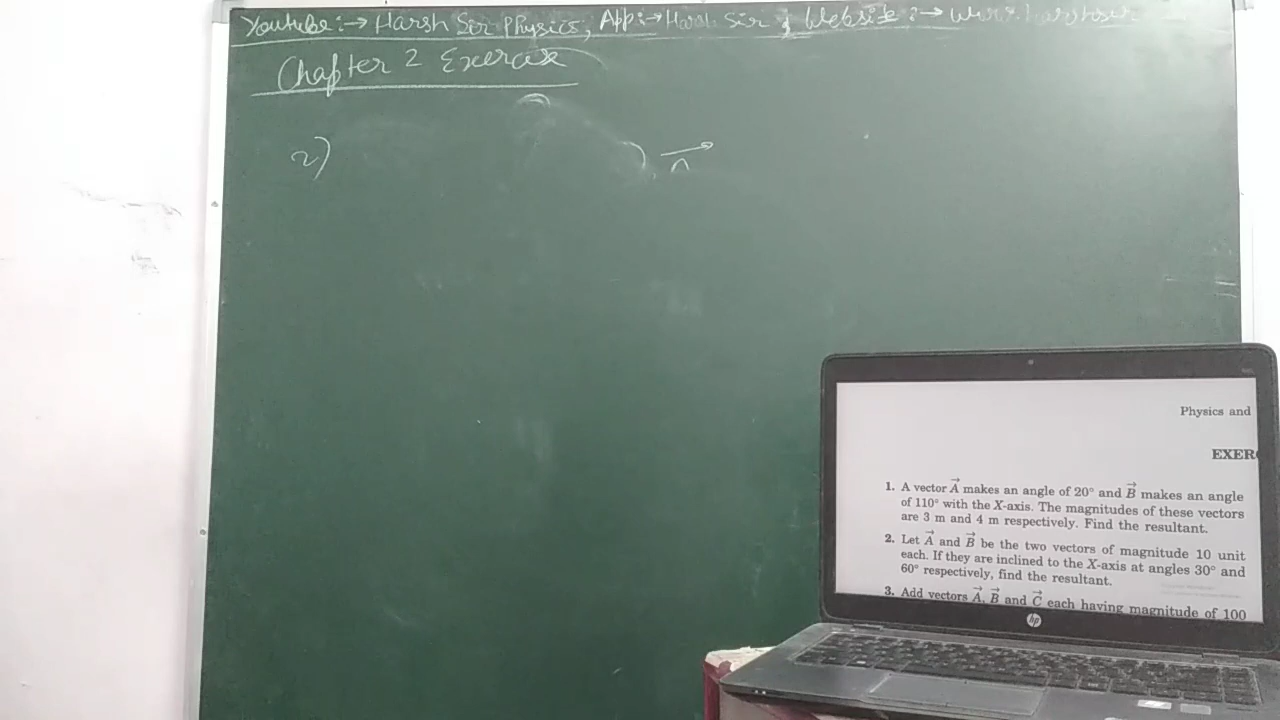 Youtube:→ Harsh Sir Physics, App:→ Harsh Sir, Website:→ www.harshsir
Chapter 2 Exercise
2)
Physics and
EXER
1. A vector A⃗ makes an angle of 20° and B⃗ makes an angle
of 110° with the X-axis. The magnitudes of these vectors
are 3 m and 4 m respectively. Find the resultant.
2. Let A⃗ and B⃗ be the two vectors of magnitude 10 unit
each. If they are inclined to the X-axis at angles 30° and
60° respectively, find the resultant.
3. Add vectors A⃗, B⃗ and C⃗ each having magnitude of 100
hp